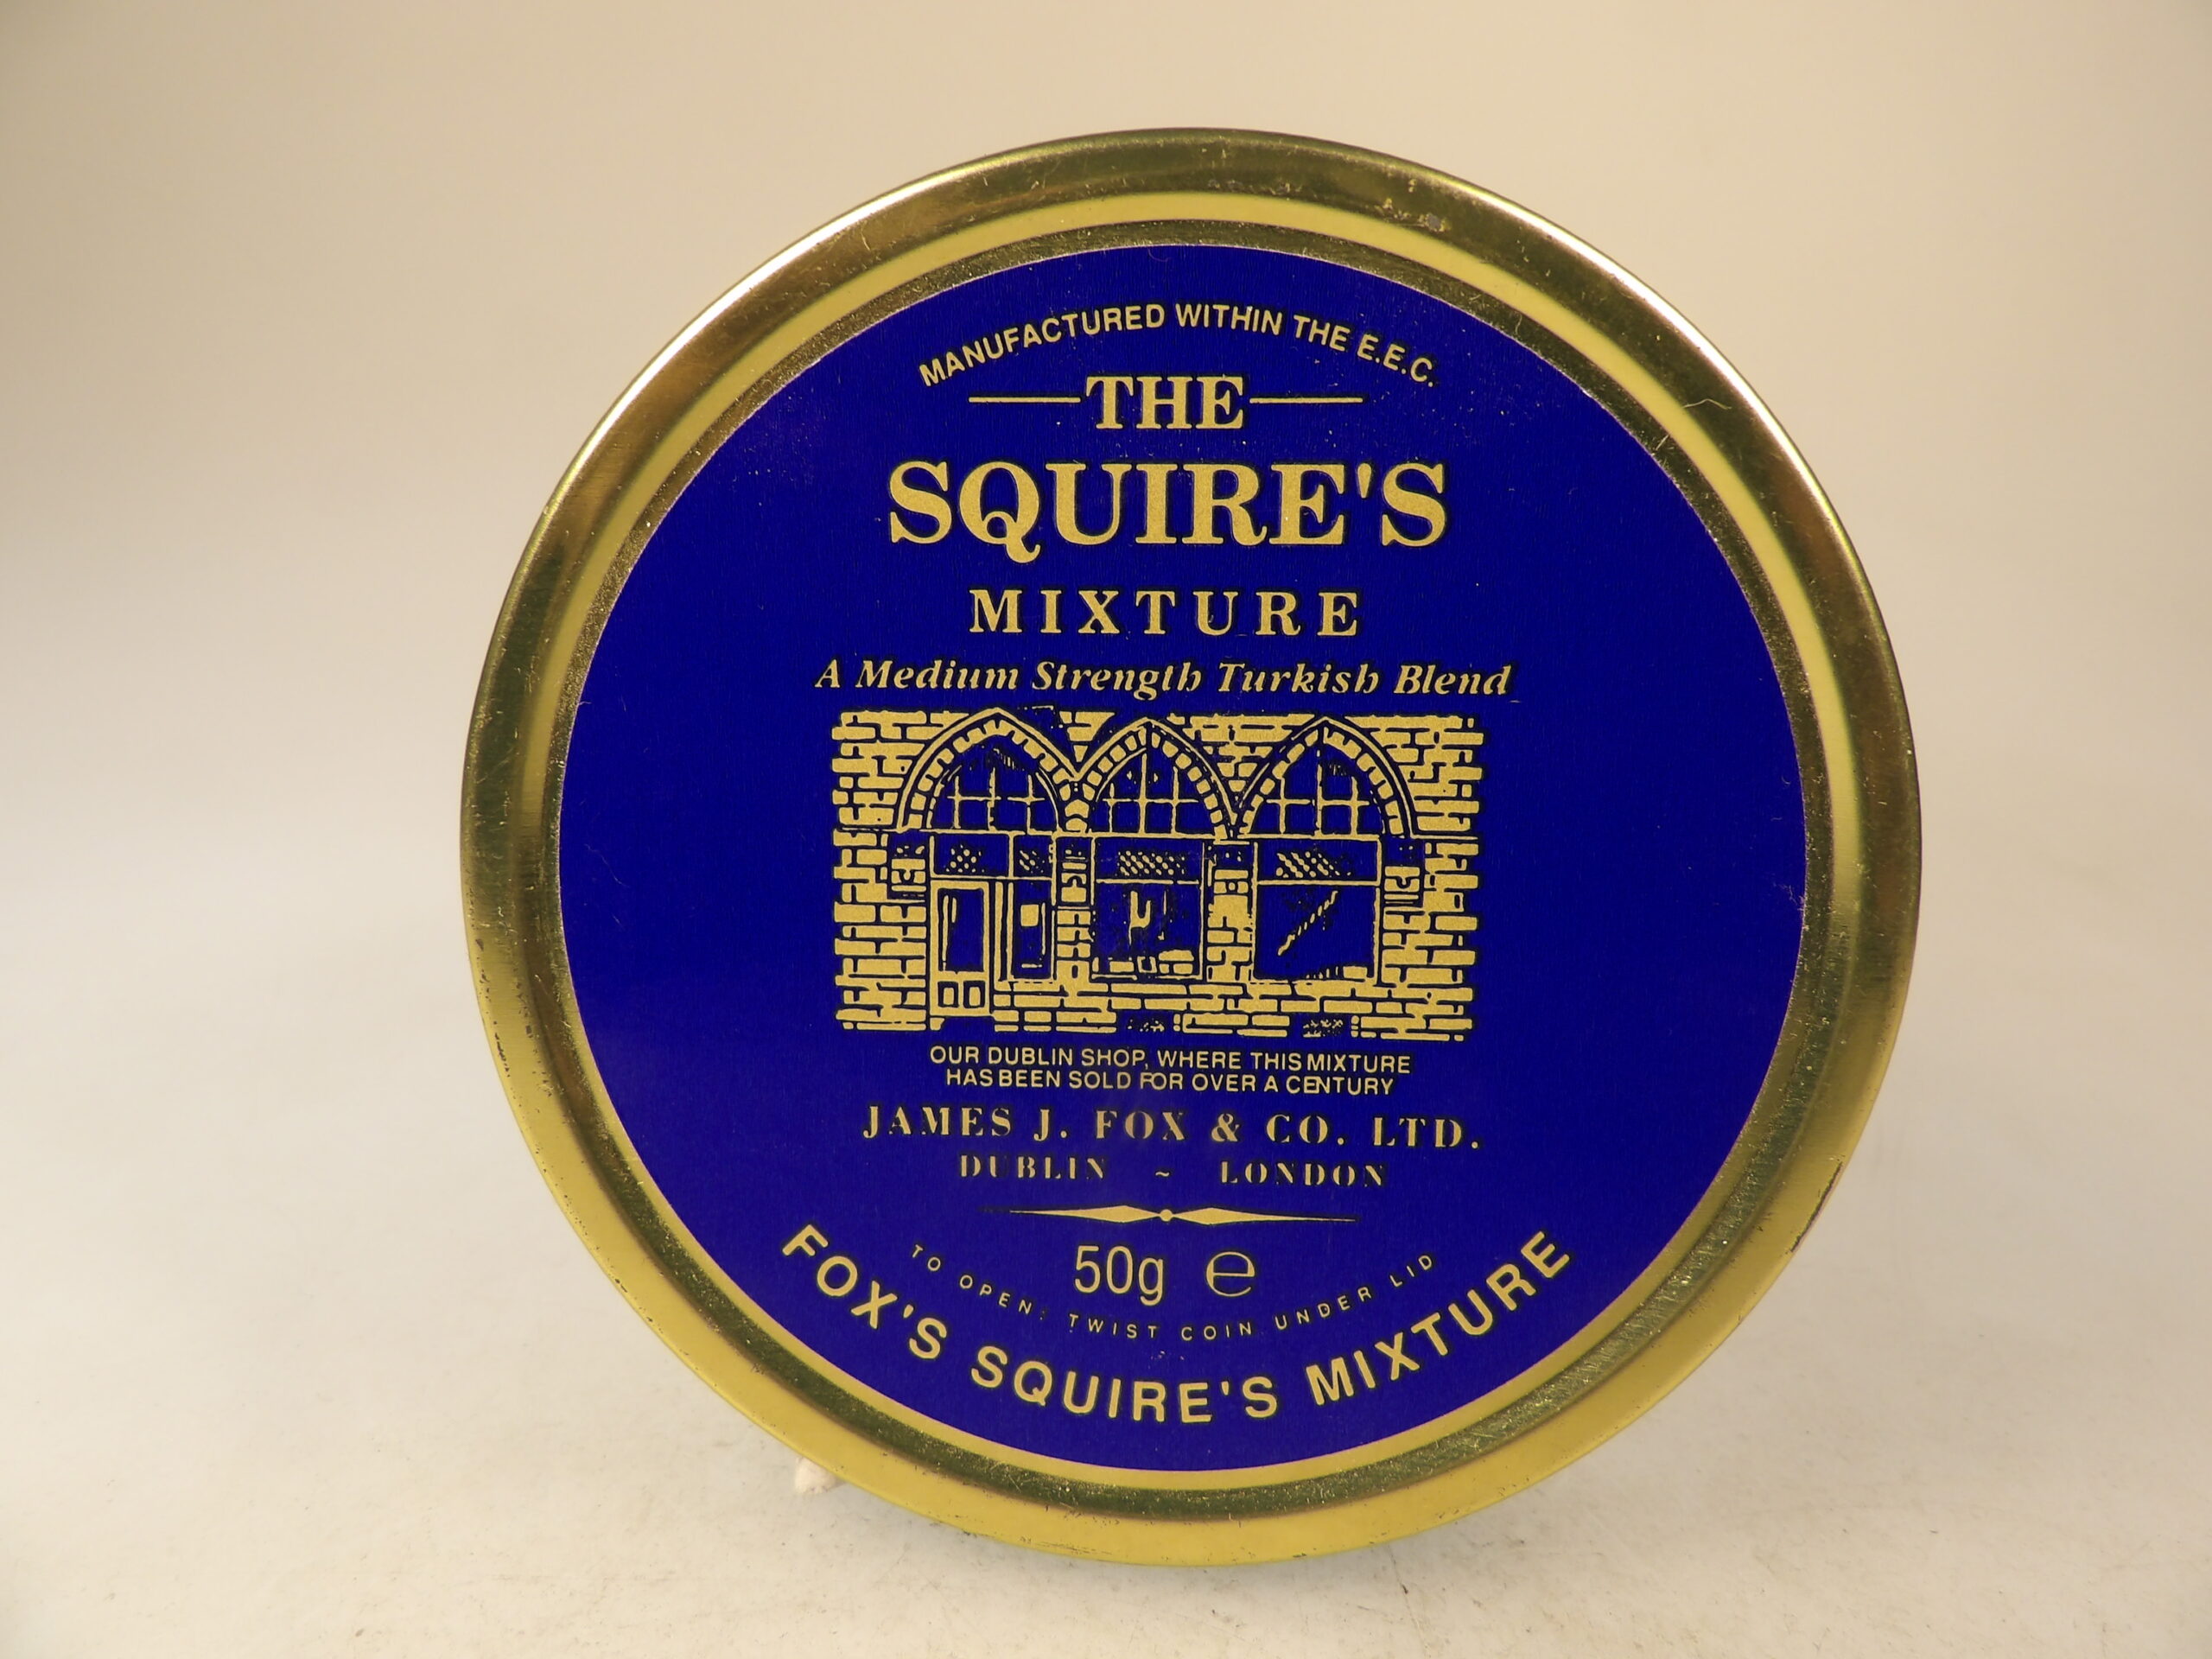 MANUFACTURED WITHIN THE E.E.C.
THE
SQUIRE'S
MIXTURE
A Medium Strength Turkish Blend
OUR DUBLIN SHOP, WHERE THIS MIXTURE
HAS BEEN SOLD FOR OVER A CENTURY
JAMES J. FOX & CO. LTD.
DUBLIN ~ LONDON
50g ℮
TO OPEN: TWIST COIN UNDER LID
FOX'S SQUIRE'S MIXTURE